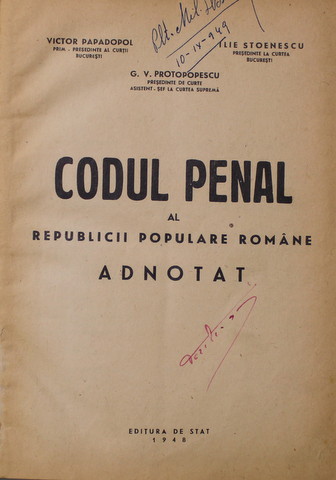 VICTOR PAPADOPOL
PRIM - PREȘEDINTE AL CURȚII
BUCUREȘTI
ILIE STOENESCU
PREȘEDINTE LA CURTEA
BUCUREȘTI
10-IX-949
G. V. PROTOPOPESCU
PREȘEDINTE DE CURTE
ASISTENT-ȘEF LA CURTEA SUPREMĂ
CODUL PENAL
AL
REPUBLICII POPULARE ROMÂNE
ADNOTAT
EDITURA DE STAT
1948